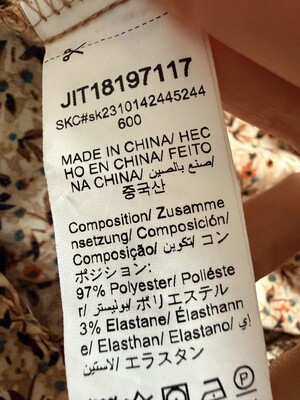 JIT18197117
SKC#sk2310142445244
600
MADE IN CHINA/ HEC
HO EN CHINA/ FEITO
NA CHINA/ صنع بالصين/
중국산
Composition/ Zusamme
nsetzung/ Composición/
Composição/ تكوين/ コン
ポジション:
97% Polyester/ Poliéste
r/ بوليستر/ ポリエステル
3% Elastane/ Élasthann
e/ Elasthan/ Elastano/ إي
لاستين/ エラスタン
P